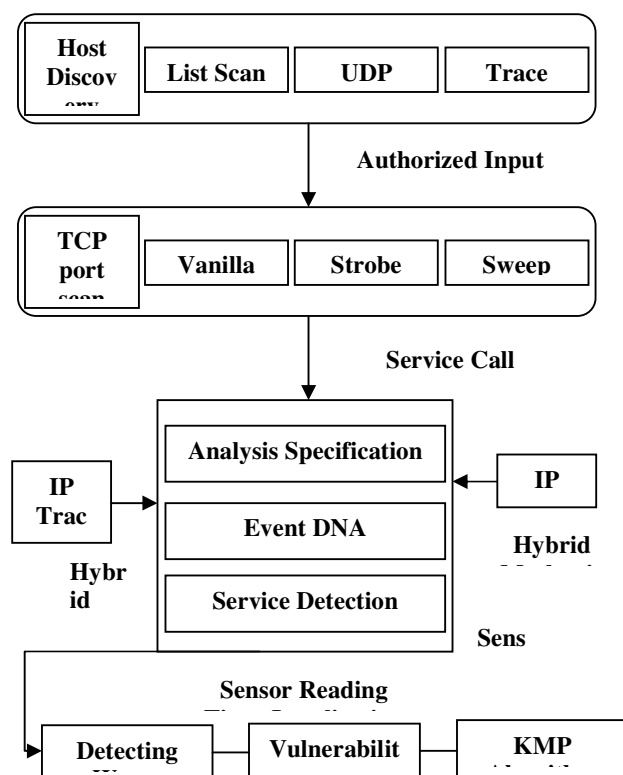 Host
Discov
List Scan
UDP
Trace
Authorized Input
TCP
port
Vanilla
Strobe
Sweep
Service Call
Analysis Specification
IP
Trac
IP
Event DNA
Hybr
id
Hybrid
Service Detection
Sens
Sensor Reading
Detecting
Vulnerabilit
KMP